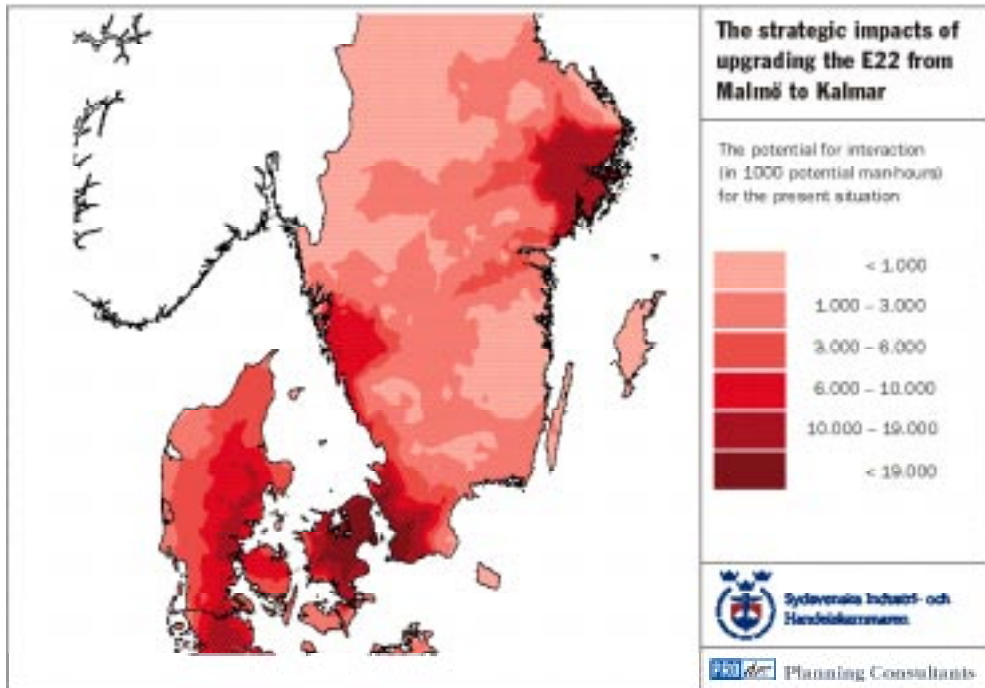 The strategic impacts of
upgrading the E22 from
Malmö to Kalmar
The potential for interaction
(in 1000 potential man-hours)
for the present situation
< 1.000
1.000 – 3.000
3.000 – 6.000
6.000 – 10.000
10.000 – 19.000
< 19.000
Sydsvenska Industri- och
Handelskammaren
PRO Planning Consultants